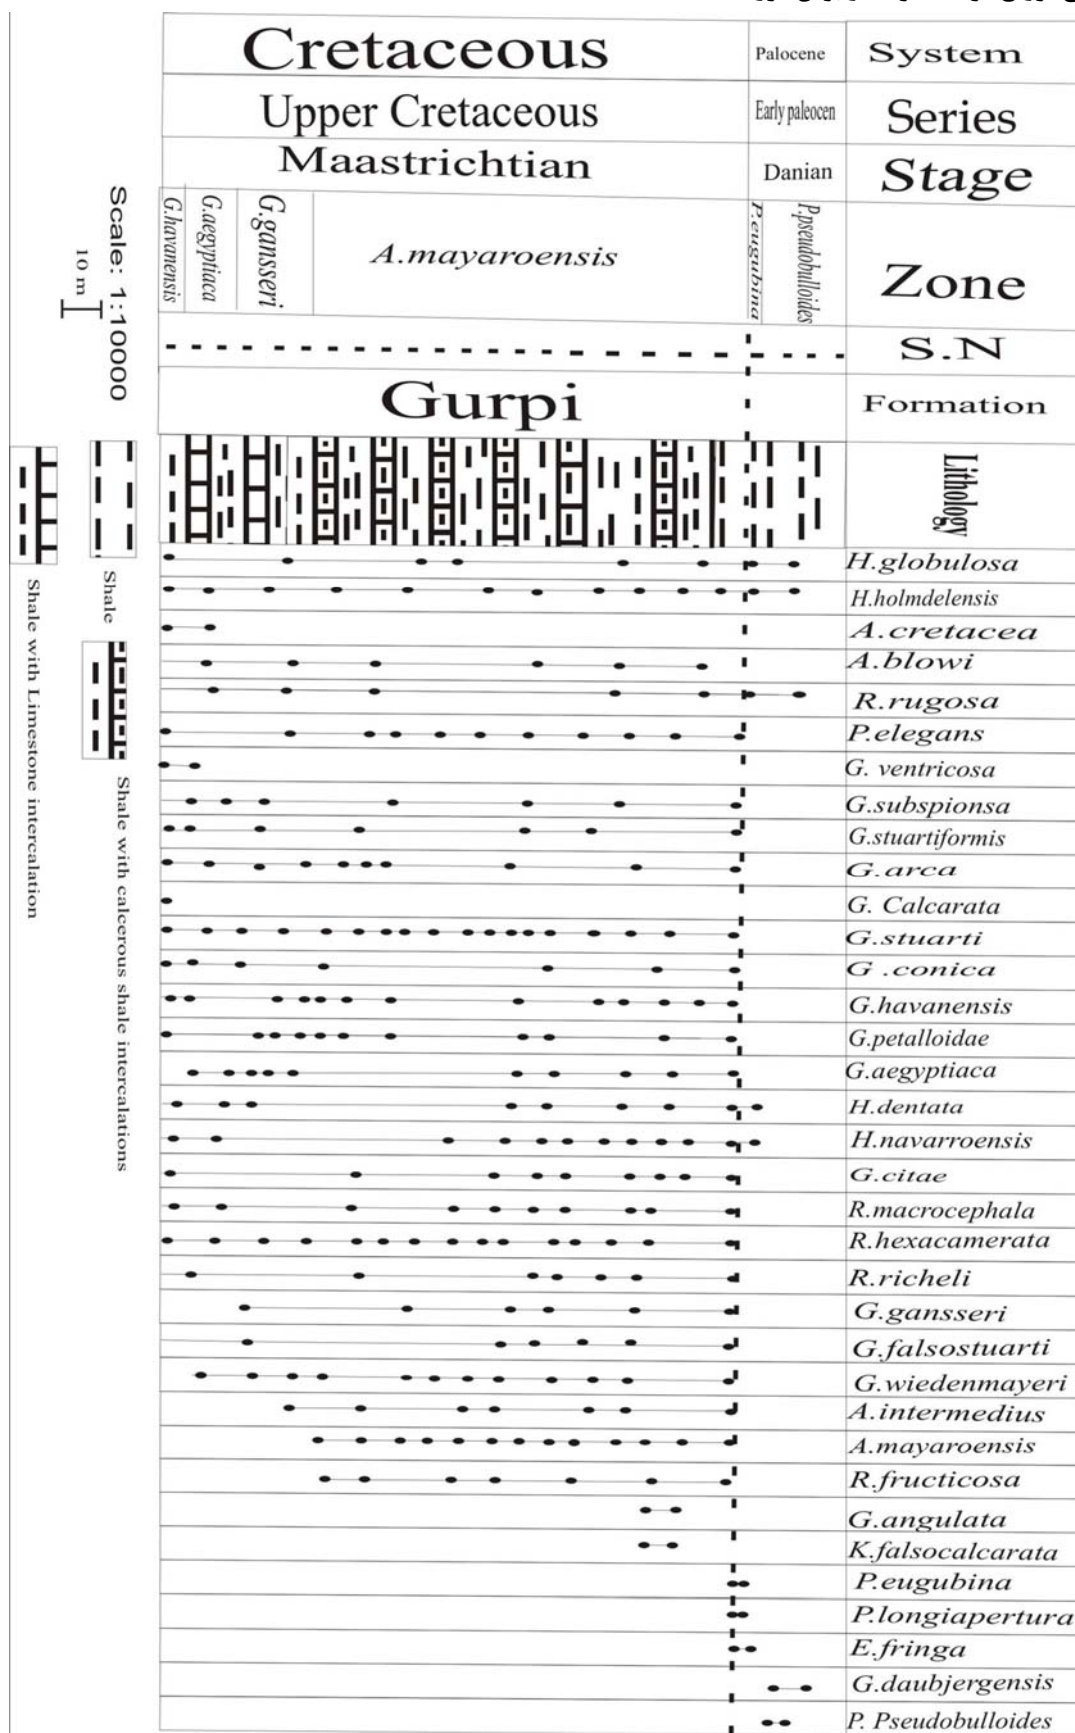 Cretaceous Palocene System
Upper Cretaceous Early paleocen Series
Maastrichtian Danian Stage
G.havanensis G.aegyptiaca G.gansseri A.mayaroensis P.eugubina P.pseudobulloides Zone
S.N
Gurpi Formation
Lithology
H.globulosa
H.holmdelensis
A.cretacea
A.blowi
R.rugosa
P.elegans
G. ventricosa
G.subspionsa
G.stuartiformis
G.arca
G. Calcarata
G.stuarti
G .conica
G.havanensis
G.petalloidae
G.aegyptiaca
H.dentata
H.navarroensis
G.citae
R.macrocephala
R.hexacamerata
R.richeli
G.gansseri
G.falsostuarti
G.wiedenmayeri
A.intermedius
A.mayaroensis
R.fructicosa
G.angulata
K.falsocalcarata
P.eugubina
P.longiapertura
E.fringa
G.daubjergensis
P. Pseudobulloides
Scale: 1:10000
10 m
Shale
Shale with calcerous shale intercalations
Shale with Limestone intercalation